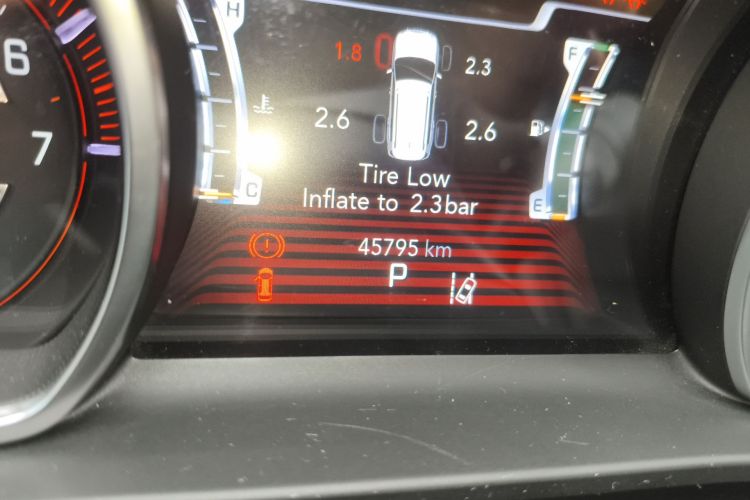 H
F
6
1.8
2.3
7
2.6
2.6
Tire Low
C
E
Inflate to 2.3bar
45795 km
P